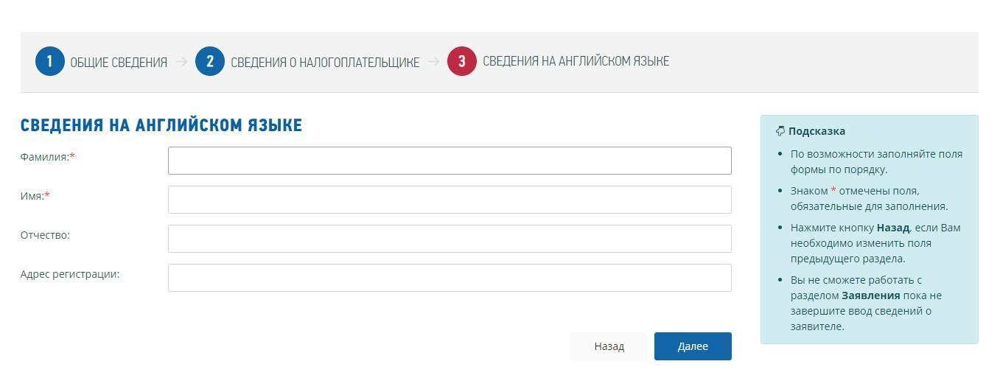 1 ОБЩИЕ СВЕДЕНИЯ → 2 СВЕДЕНИЯ О НАЛОГОПЛАТЕЛЬЩИКЕ → 3 СВЕДЕНИЯ НА АНГЛИЙСКОМ ЯЗЫКЕ
СВЕДЕНИЯ НА АНГЛИЙСКОМ ЯЗЫКЕ
Фамилия:*
Имя:*
Отчество:
Адрес регистрации:
Назад Далее
Подсказка
• По возможности заполняйте поля
формы по порядку.
• Знаком * отмечены поля,
обязательные для заполнения.
• Нажмите кнопку Назад, если Вам
необходимо изменить поля
предыдущего раздела.
• Вы не сможете работать с
разделом Заявления пока не
завершите ввод сведений о
заявителе.